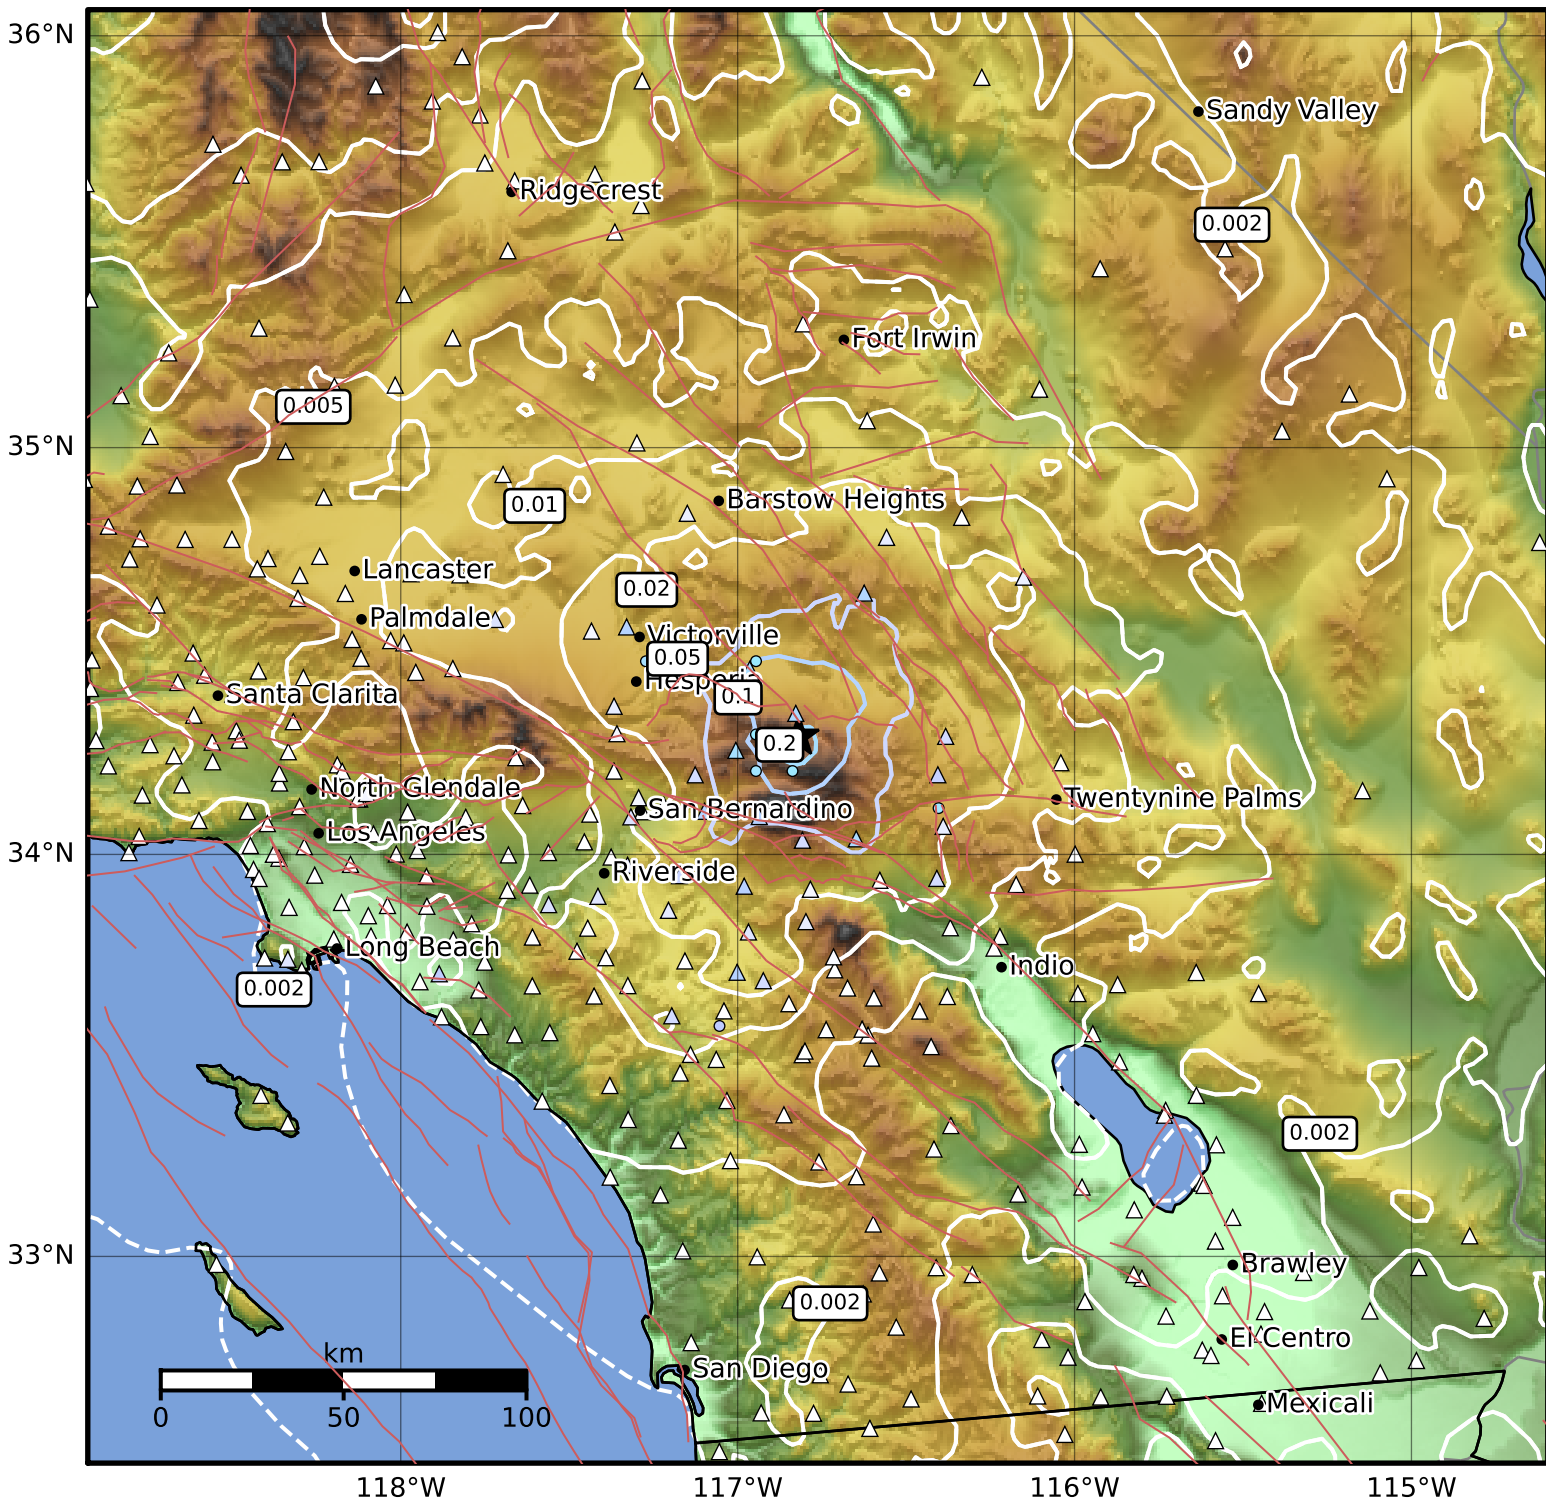 36°N
Sandy Valley
Ridgecrest
0.002
Fort Irwin
0.005
35°N
Barstow Heights
0.01
Lancaster
0.02
Palmdale
Victorville
0.05
Hesperia
Santa Clarita
0.1
0.2
North Glendale
Twentynine Palms
San Bernardino
Los Angeles
34°N
Riverside
Long Beach
Indio
0.002
0.002
33°N
Brawley
0.002
El Centro
km
San Diego
Mexicali
0 50 100
118°W 117°W 116°W 115°W